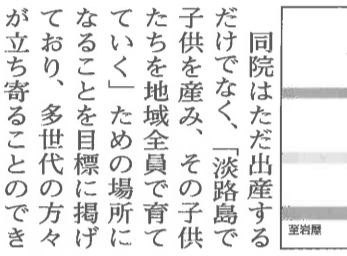 同院はただ出産する
だけでなく、「淡路島で
子供を産み、その子供
たちを地域全員で育て
ていく」ための場所に
なることを目標に掲げ
ており、多世代の方々
が立ち寄ることのでき
至岩屋